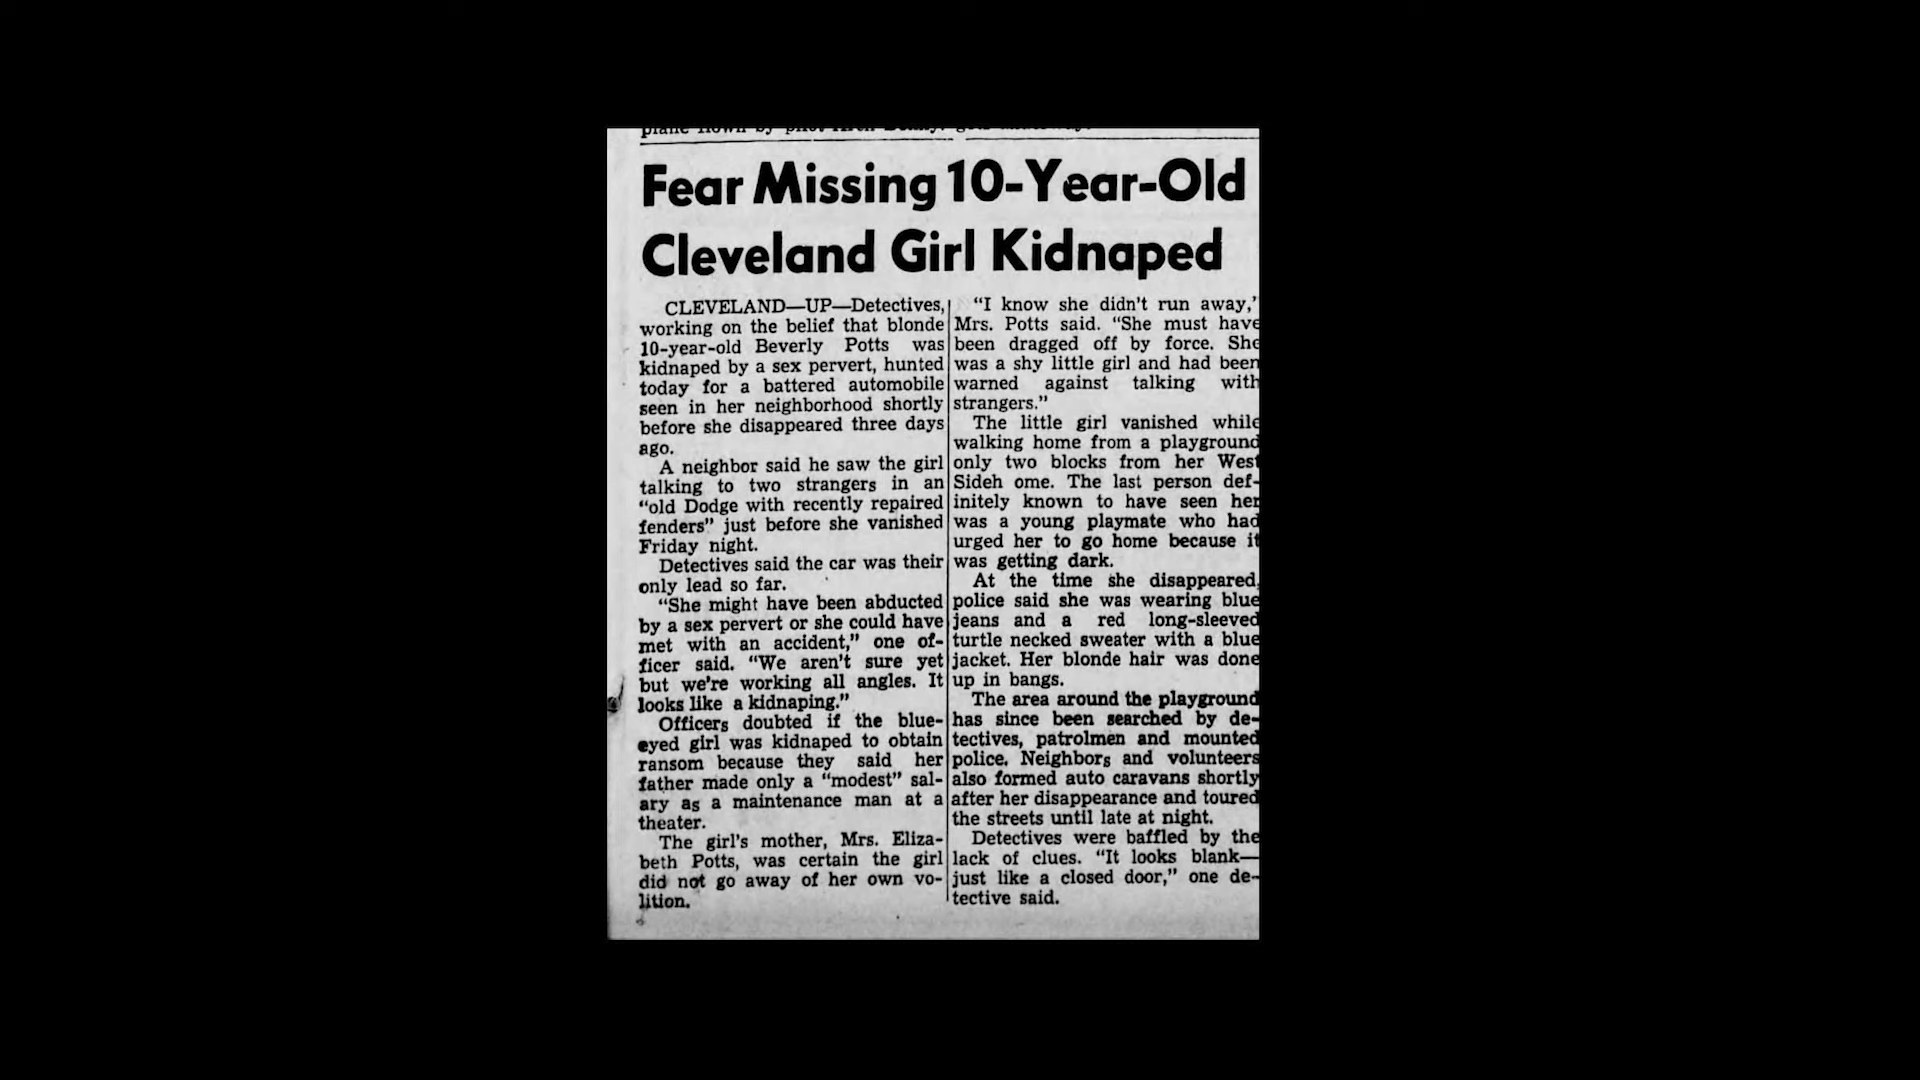 Fear Missing 10-Year-Old
Cleveland Girl Kidnaped
CLEVELAND—UP—Detectives,
working on the belief that blonde
10-year-old Beverly Potts was
kidnaped by a sex pervert, hunted
today for a battered automobile
seen in her neighborhood shortly
before she disappeared three days
ago.
A neighbor said he saw the girl
talking to two strangers in an
"old Dodge with recently repaired
fenders" just before she vanished
Friday night.
Detectives said the car was their
only lead so far.
"She might have been abducted
by a sex pervert or she could have
met with an accident," one of-
ficer said. "We aren't sure yet
but we're working all angles. It
looks like a kidnaping."
Officers doubted if the blue-
eyed girl was kidnaped to obtain
ransom because they said her
father made only a "modest" sal-
ary as a maintenance man at a
theater.
The girl's mother, Mrs. Eliza-
beth Potts, was certain the girl
did not go away of her own vo-
lition.
"I know she didn't run away,'
Mrs. Potts said. "She must have
been dragged off by force. She
was a shy little girl and had been
warned against talking with
strangers."
The little girl vanished while
walking home from a playground
only two blocks from her West
Sideh ome. The last person def-
initely known to have seen her
was a young playmate who had
urged her to go home because it
was getting dark.
At the time she disappeared,
police said she was wearing blue
jeans and a red long-sleeved
turtle necked sweater with a blue
jacket. Her blonde hair was done
up in bangs.
The area around the playground
has since been searched by de-
tectives, patrolmen and mounted
police. Neighbors and volunteers
also formed auto caravans shortly
after her disappearance and toured
the streets until late at night.
Detectives were baffled by the
lack of clues. "It looks blank—
just like a closed door," one de-
tective said.